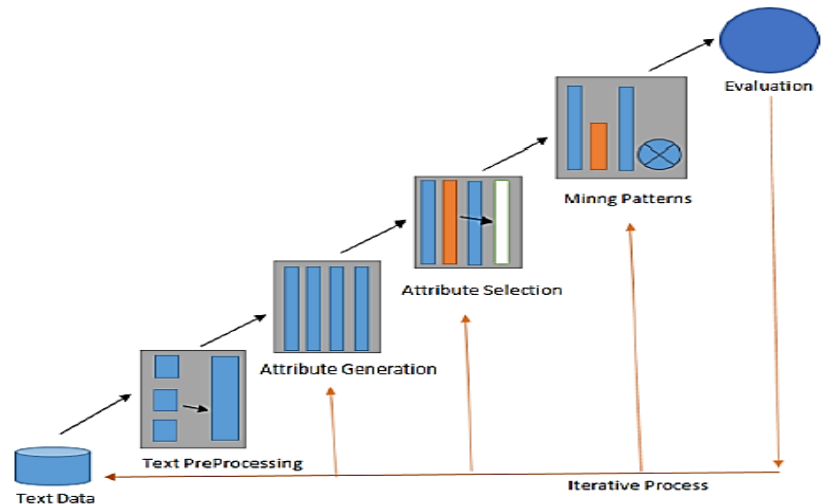 Evaluation
Minng Patterns
Attribute Selection
Attribute Generation
Text PreProcessing
Iterative Process
Text Data